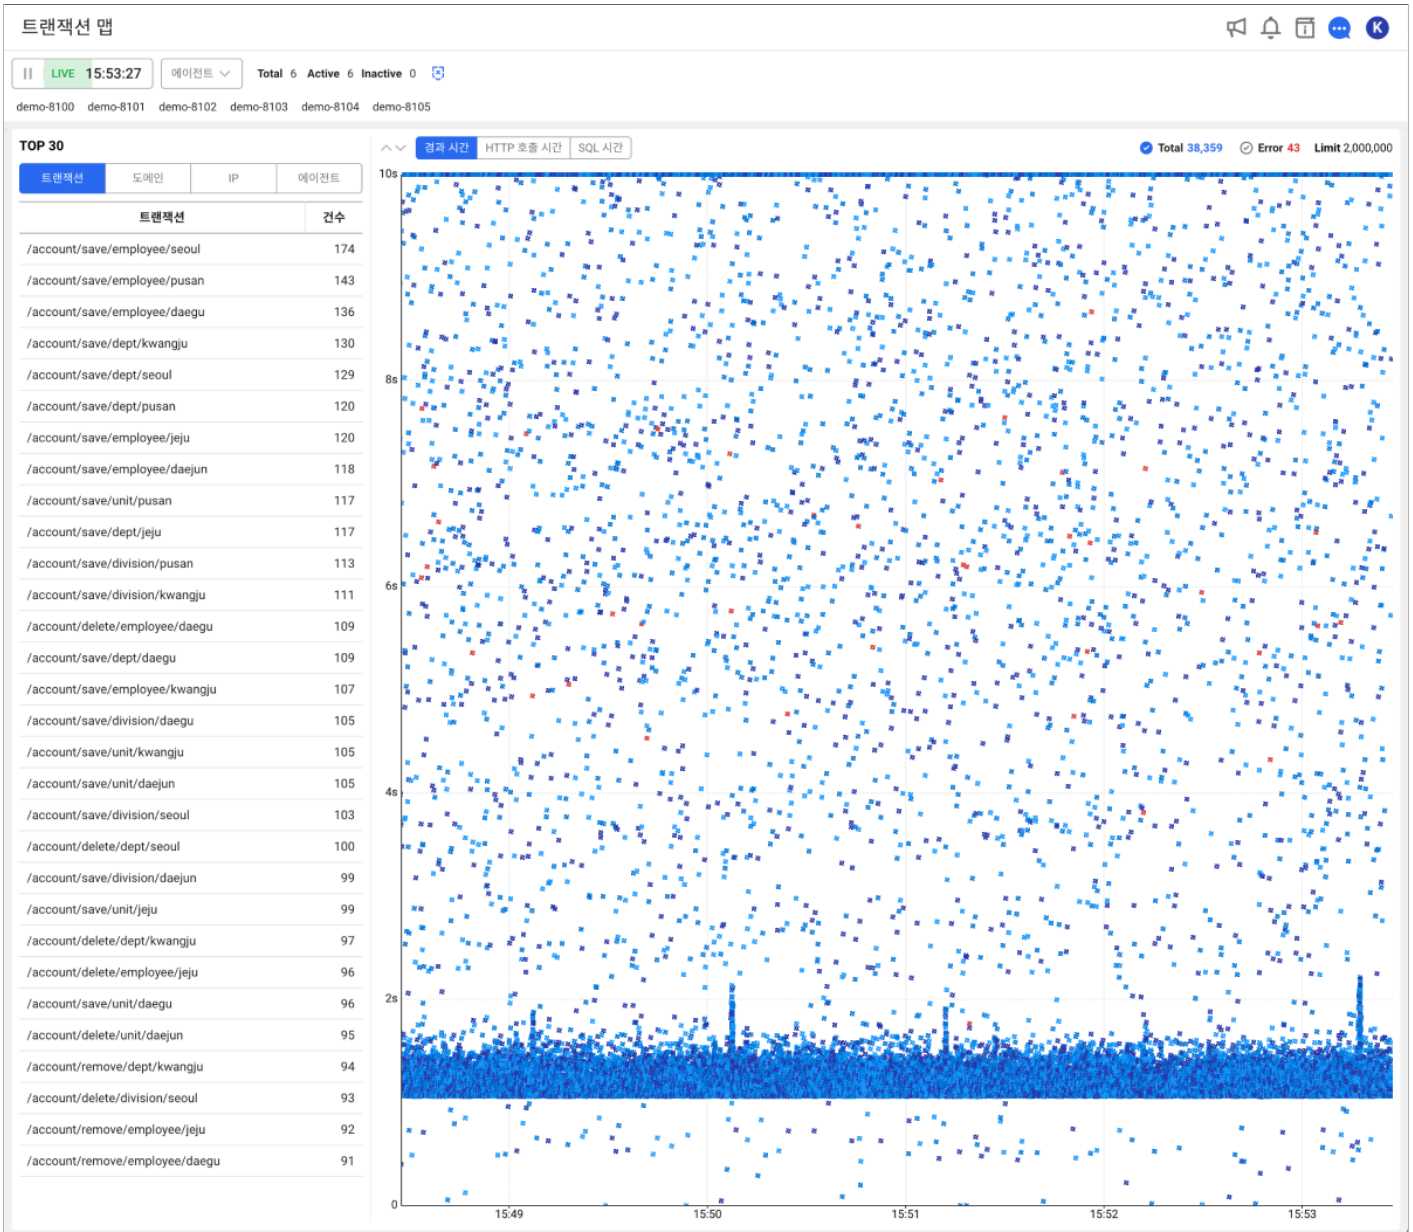 트랜잭션 맵
K
LIVE 15:53:27 에이전트 Total 6 Active 6 Inactive 0
demo-8100 demo-8101 demo-8102 demo-8103 demo-8104 demo-8105
TOP 30
트랜잭션 도메인 IP 에이전트
트랜잭션 건수
/account/save/employee/seoul 174
/account/save/employee/pusan 143
/account/save/employee/daegu 136
/account/save/dept/kwangju 130
/account/save/dept/seoul 129
/account/save/dept/pusan 120
/account/save/employee/jeju 120
/account/save/employee/daejun 118
/account/save/unit/pusan 117
/account/save/dept/jeju 117
/account/save/division/pusan 113
/account/save/division/kwangju 111
/account/delete/employee/daegu 109
/account/save/dept/daegu 109
/account/save/employee/kwangju 107
/account/save/division/daegu 105
/account/save/unit/kwangju 105
/account/save/unit/daejun 105
/account/save/division/seoul 103
/account/delete/dept/seoul 100
/account/save/division/daejun 99
/account/save/unit/jeju 99
/account/delete/dept/kwangju 97
/account/delete/employee/jeju 96
/account/save/unit/daegu 96
/account/delete/unit/daejun 95
/account/remove/dept/kwangju 94
/account/delete/division/seoul 93
/account/remove/employee/jeju 92
/account/remove/employee/daegu 91
경과 시간 HTTP 호출 시간 SQL 시간
Total 38,359 Error 43 Limit 2,000,000
10s
8s
6s
4s
2s
0
15:49 15:50 15:51 15:52 15:53